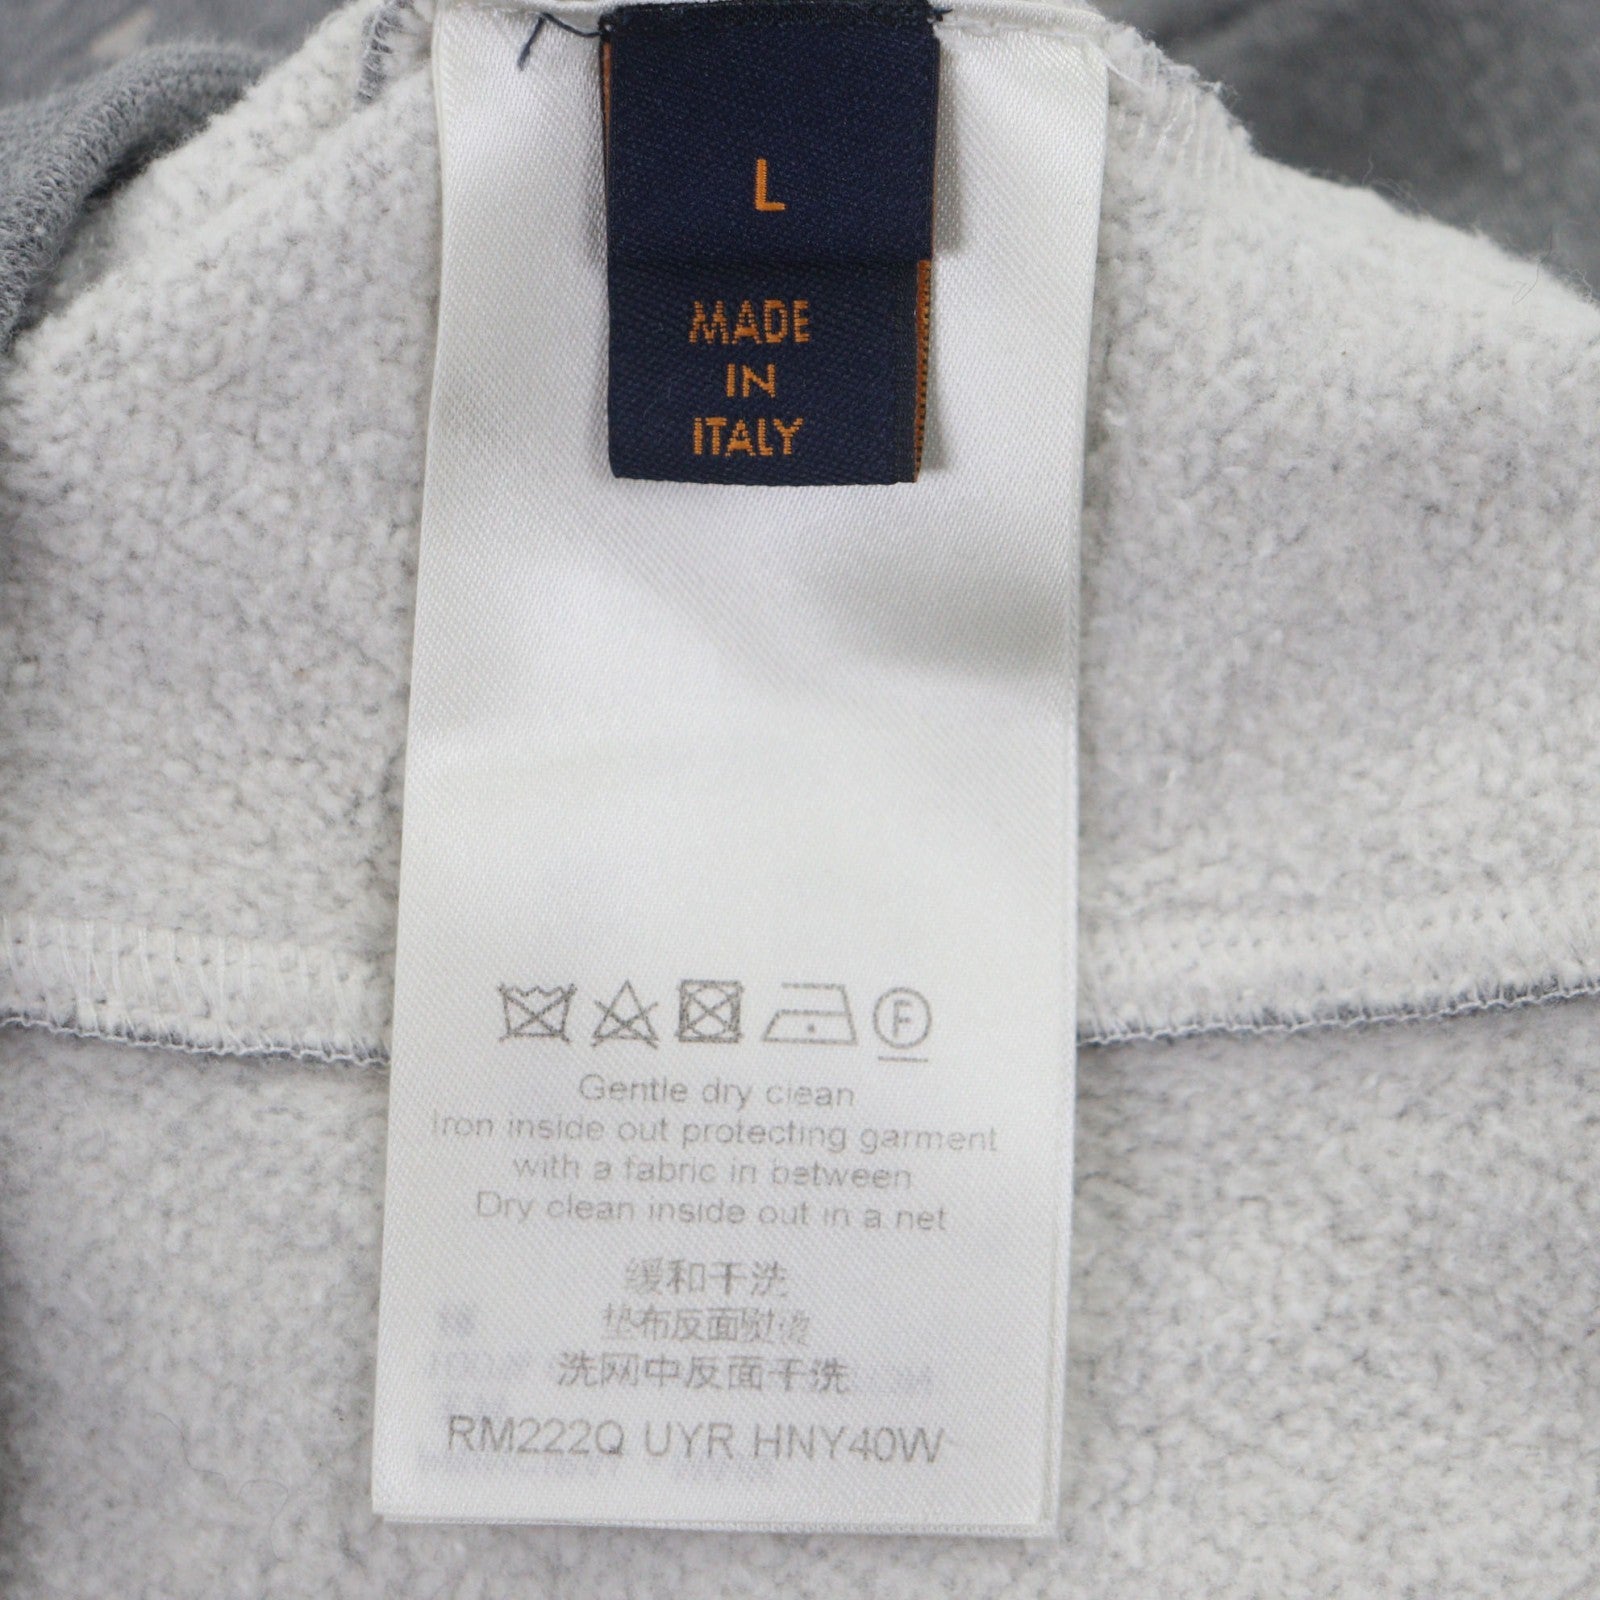 L
MADE
IN
ITALY
F
Gentle dry clean
Iron inside out protecting garment
with a fabric in between
Dry clean inside out in a net
缓和干洗
垫布反面熨烫
洗网中反面干洗
RM222Q UYR HNY40W